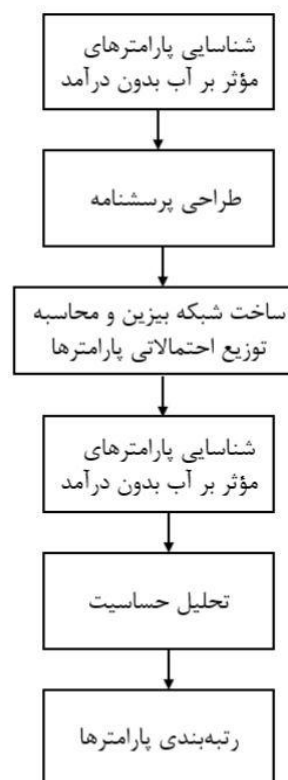 شناسایی پارامترهای
مؤثر بر آب بدون درآمد
طراحی پرسشنامه
ساخت شبکه بیزین و محاسبه
توزیع احتمالاتی پارامترها
شناسایی پارامترهای
مؤثر بر آب بدون درآمد
تحلیل حساسیت
رتبه‌بندی پارامترها